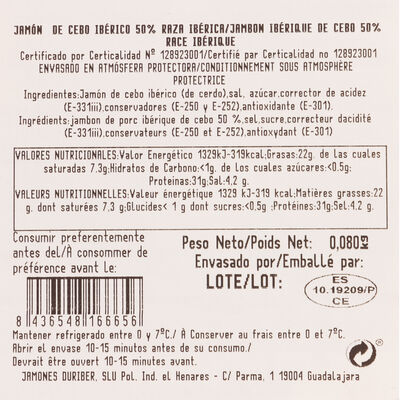 JAMÓN DE CEBO IBÉRICO 50% RAZA IBÉRICA/JAMBON IBÉRIQUE DE CEBO 50%
RACE IBÉRIQUE
Certificado por Certicalidad Nº 128923001/Certifié par Certicalidad no 128923001
ENVASADO EN ATMÓSFERA PROTECTORA/CONDITIONNEMENT SOUS ATMOSPHÈRE
PROTECTRICE
Ingredientes:Jamón de cebo ibérico (de cerdo),sal, azúcar,corrector de acidez
(E-331iii),conservadores (E-250 y E-252),antioxidante (E-301).
Ingrédients:jambon de porc ibérique de cebo 50 %,sel,sucre,correcteur dacidité
(E-331iii),conservateurs (E-250 et E-252),antioxydant (E-301)
VALORES NUTRICIONALES:Valor Energético 1329kJ-319kcal;Grasas:22g. de las cuales
saturadas 7.3g;Hidratos de Carbono:<1g. de los cuales azúcares:<0.5g;
Proteinas:31g;Sal:4,2 g.
VALEURS NUTRITIONNELLES:Valeur énergétique 1329 kJ-319 kcal;Matières grasses:22
g. dont saturées 7.3 g;Glucides< 1 g dont sucres:<0.5g ;Protéines:31g;Sel:4.2 g.
Consumir preferentemente
antes del/À consommer de
préférence avant le:
Peso Neto/Poids Net: 0,080
Envasado por/Emballé par:
LOTE/LOT:
ES
10.19209/P
CE
8 436548 166656
Mantener refrigerado entre 0 y 7°C./ À Conserver au frais entre 0 et 7°C.
Abrir el envase 10-15 minutos antes de su consumo./
Devrait être ouvert 10-15 minutes avant le manger.
JAMONES DURIBER, SLU Pol. Ind. el Henares - C/ Parma, 1 19004 Guadalajara